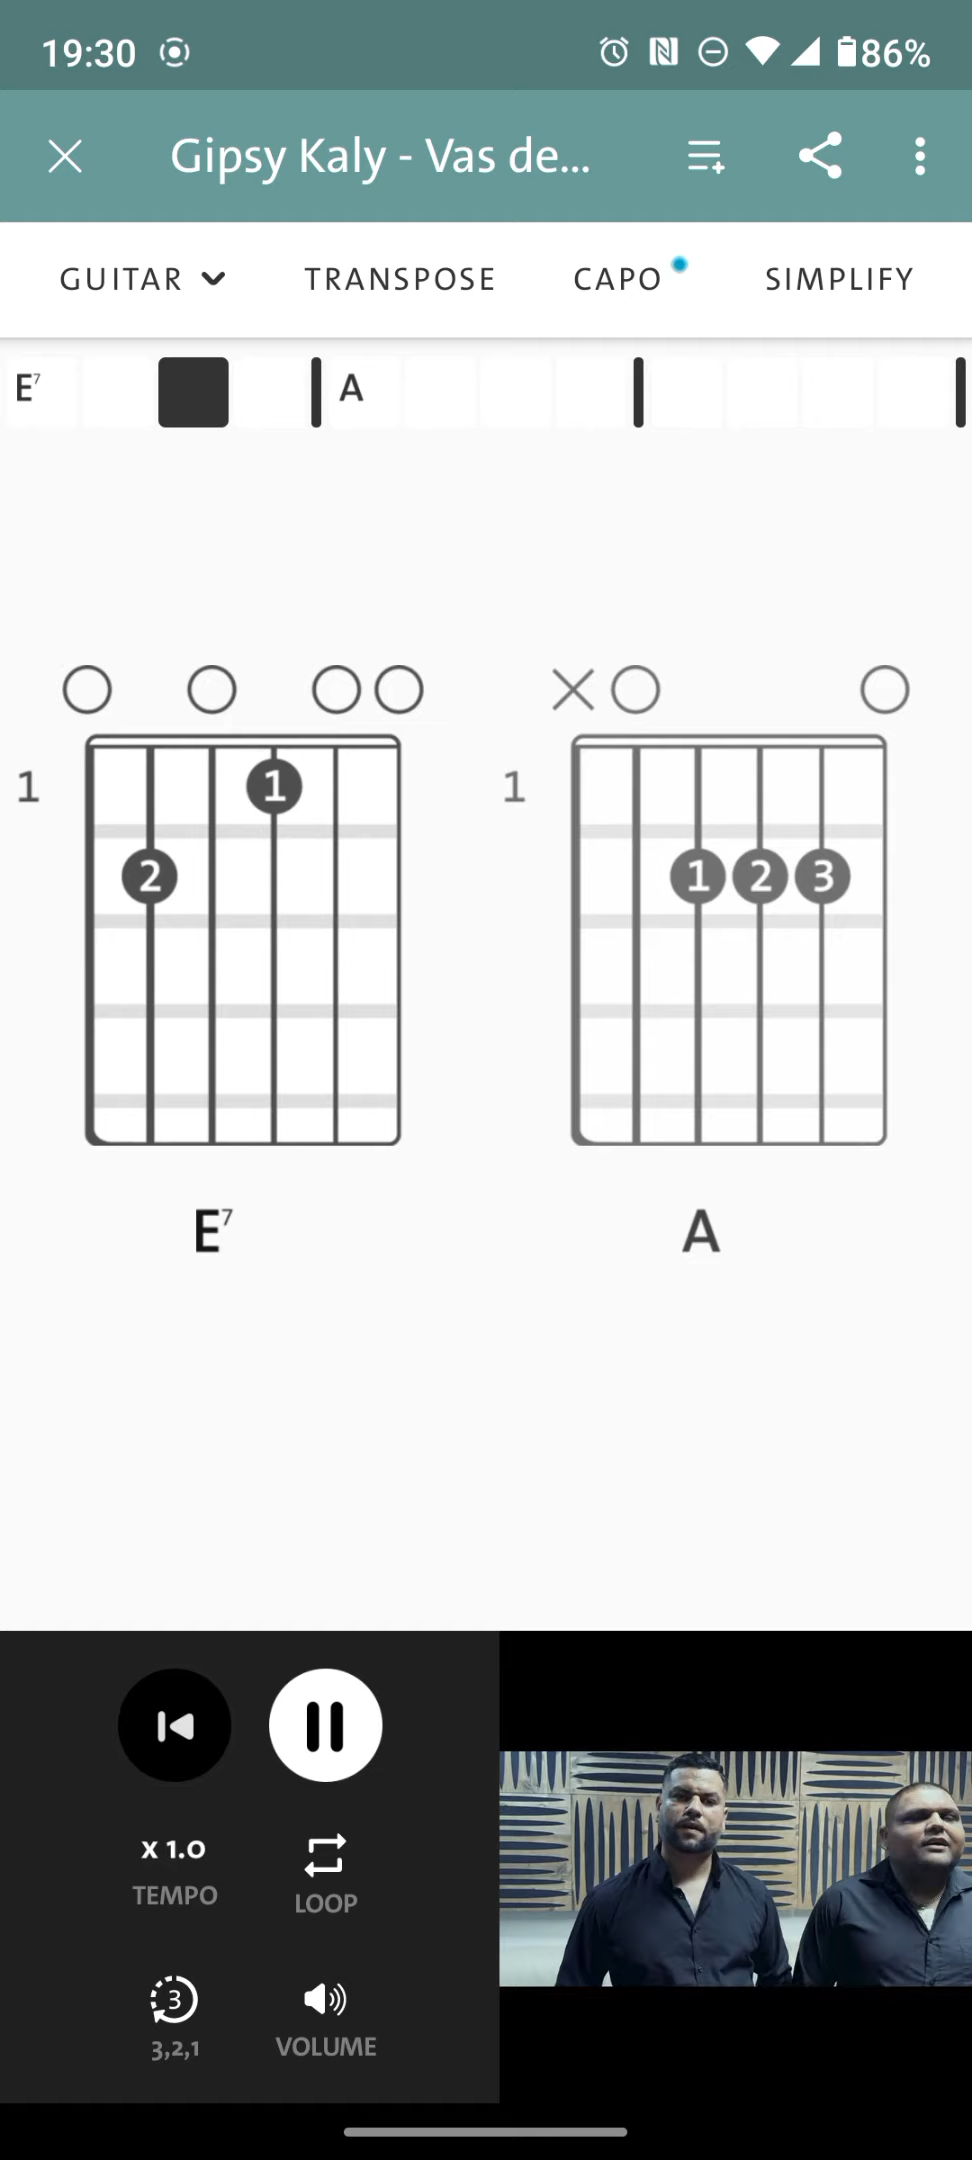 19:30 86%
Gipsy Kaly - Vas de...
GUITAR TRANSPOSE CAPO SIMPLIFY
E7 A
1 1 1
2 1 2 3
E7 A
x 1.0
TEMPO LOOP
3
3,2,1 VOLUME